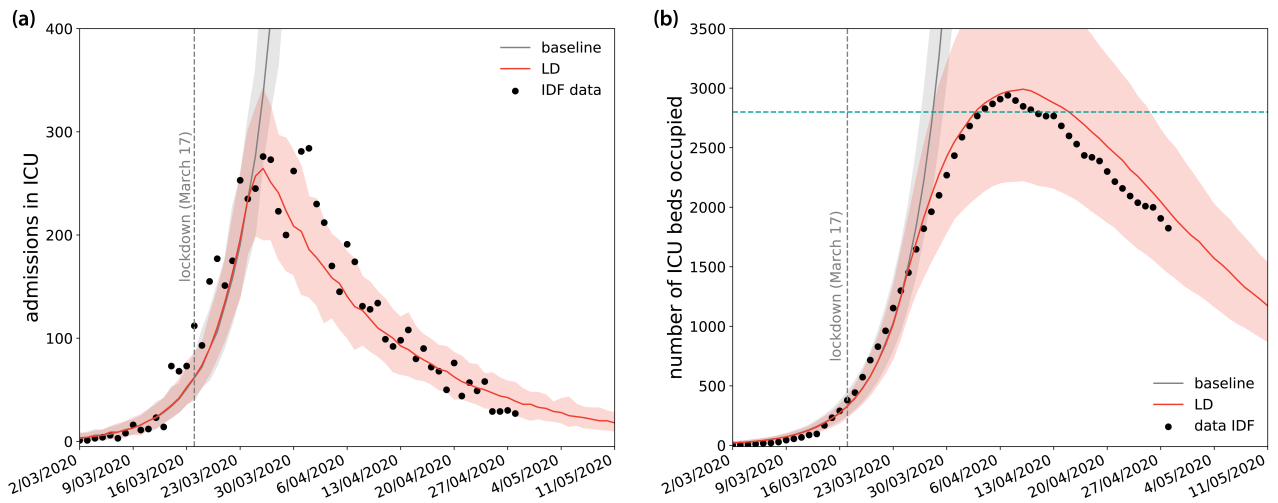 (a)
400
300
200
100
0
admissions in ICU
lockdown (March 17)
baseline
LD
IDF data
2/03/2020
9/03/2020
16/03/2020
23/03/2020
30/03/2020
6/04/2020
13/04/2020
20/04/2020
27/04/2020
4/05/2020
11/05/2020
(b)
3500
3000
2500
2000
1500
1000
500
0
number of ICU beds occupied
lockdown (March 17)
baseline
LD
data IDF
2/03/2020
9/03/2020
16/03/2020
23/03/2020
30/03/2020
6/04/2020
13/04/2020
20/04/2020
27/04/2020
4/05/2020
11/05/2020